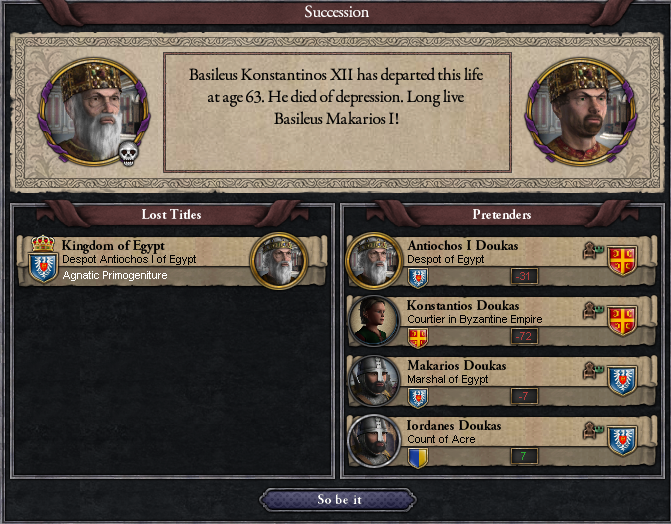 Succession
Basileus Konstantinos XII has departed this life
at age 63. He died of depression. Long live
Basileus Makarios I!
Lost Titles
Kingdom of Egypt
Despot Antiochos I of Egypt
Agnatic Primogeniture
Pretenders
Antiochos I Doukas
Despot of Egypt
-31
Konstantios Doukas
Courtier in Byzantine Empire
-72
Makarios Doukas
Marshal of Egypt
-7
Iordanes Doukas
Count of Acre
7
So be it